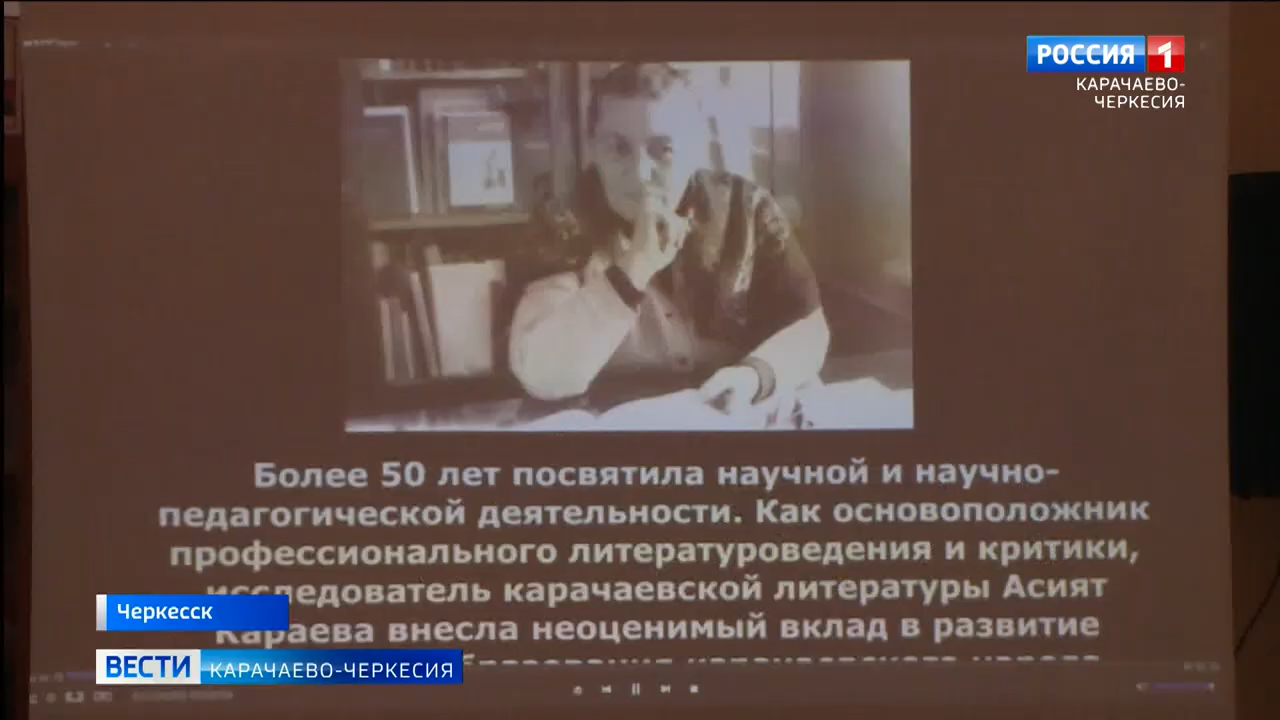 РОССИЯ 1
КАРАЧАЕВО-
ЧЕРКЕСИЯ
Более 50 лет посвятила научной и научно-
педагогической деятельности. Как основоположник
профессионального литературоведения и критики,
исследователь карачаевской литературы Асият
Караева внесла неоценимый вклад в развитие
Черкесск
ВЕСТИ КАРАЧАЕВО-ЧЕРКЕСИЯ